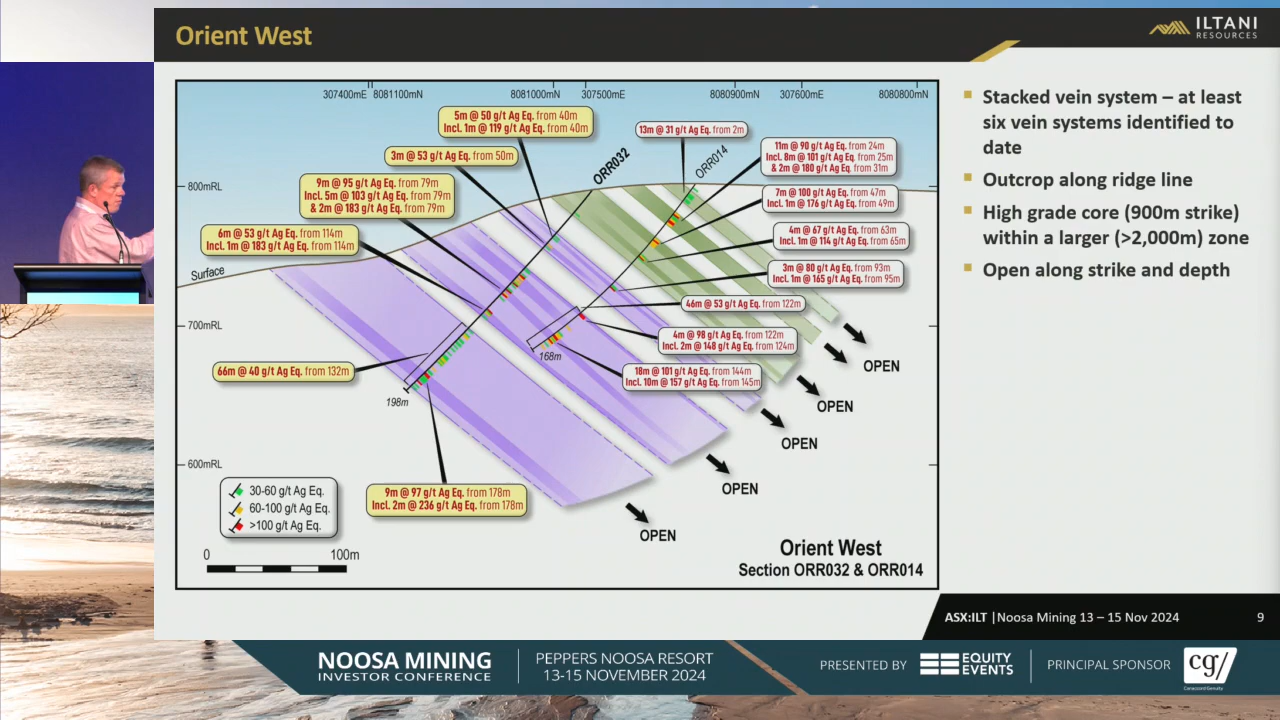 Orient West
ILTANI
RESOURCES
307400mE
8081100mN
8081000mN
307500mE
8080900mN
307600mE
8080800mN
5m @ 50 g/t Ag Eq. from 40m
Incl. 1m @ 119 g/t Ag Eq. from 40m
13m @ 31 g/t Ag Eq. from 2m
3m @ 53 g/t Ag Eq. from 50m
ORR032
ORR014
11m @ 90 g/t Ag Eq. from 24m
Incl. 8m @ 101 g/t Ag Eq. from 25m
& 2m @ 180 g/t Ag Eq. from 31m
800mRL
9m @ 95 g/t Ag Eq. from 79m
Incl. 5m @ 103 g/t Ag Eq. from 79m
& 2m @ 183 g/t Ag Eq. from 79m
7m @ 100 g/t Ag Eq. from 47m
Incl. 1m @ 176 g/t Ag Eq. from 49m
6m @ 53 g/t Ag Eq. from 114m
Incl. 1m @ 183 g/t Ag Eq. from 114m
4m @ 67 g/t Ag Eq. from 63m
Incl. 1m @ 114 g/t Ag Eq. from 65m
Surface
3m @ 80 g/t Ag Eq. from 93m
Incl. 1m @ 165 g/t Ag Eq. from 95m
46m @ 53 g/t Ag Eq. from 122m
700mRL
4m @ 98 g/t Ag Eq. from 122m
Incl. 2m @ 148 g/t Ag Eq. from 124m
168m
66m @ 40 g/t Ag Eq. from 132m
18m @ 101 g/t Ag Eq. from 144m
Incl. 10m @ 157 g/t Ag Eq. from 145m
198m
OPEN
OPEN
OPEN
OPEN
OPEN
600mRL
9m @ 97 g/t Ag Eq. from 178m
Incl. 2m @ 236 g/t Ag Eq. from 178m
30-60 g/t Ag Eq.
60-100 g/t Ag Eq.
>100 g/t Ag Eq.
0 100m
Orient West
Section ORR032 & ORR014
Stacked vein system – at least
six vein systems identified to
date
Outcrop along ridge line
High grade core (900m strike)
within a larger (>2,000m) zone
Open along strike and depth
ASX:ILT |Noosa Mining 13 – 15 Nov 2024
9
NOOSA MINING
INVESTOR CONFERENCE
PEPPERS NOOSA RESORT
13-15 NOVEMBER 2024
PRESENTED BY
EQUITY
EVENTS
PRINCIPAL SPONSOR
cg/
Canaccord Genuity